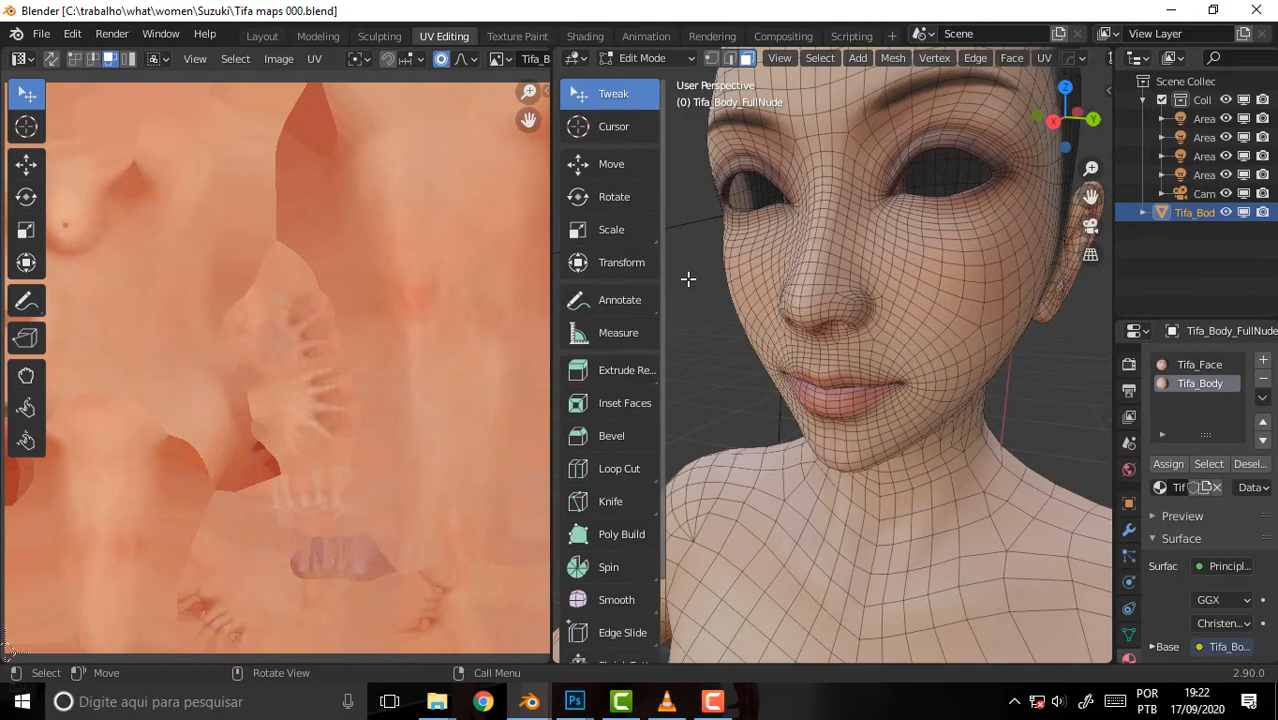 Blender [C:\trabalho\what\women\Suzuki\Tifa maps 000.blend]
File Edit Render Window Help
Layout Modeling Sculpting UV Editing Texture Paint Shading Animation Rendering Compositing Scripting
Scene
View Layer
View Select Image UV
Tifa_B
Edit Mode
View Select Add Mesh Vertex Edge Face UV
User Perspective
(0) Tifa_Body_FullNude
Z
X
Y
Tweak
Cursor
Move
Rotate
Scale
Transform
Annotate
Measure
Extrude Re...
Inset Faces
Bevel
Loop Cut
Knife
Poly Build
Spin
Smooth
Edge Slide
Scene Collec
Coll
Area
Area
Area
Area
Cam
Tifa_Bod
Tifa_Body_FullNude
Tifa_Face
Tifa_Body
Assign Select Desel...
Tif
Data
Preview
Surface
Surfac Principl...
GGX
Christen...
Base Tifa_Bo...
Select Move Rotate View Call Menu 2.90.0
Digite aqui para pesquisar
POR
PTB
19:22
17/09/2020